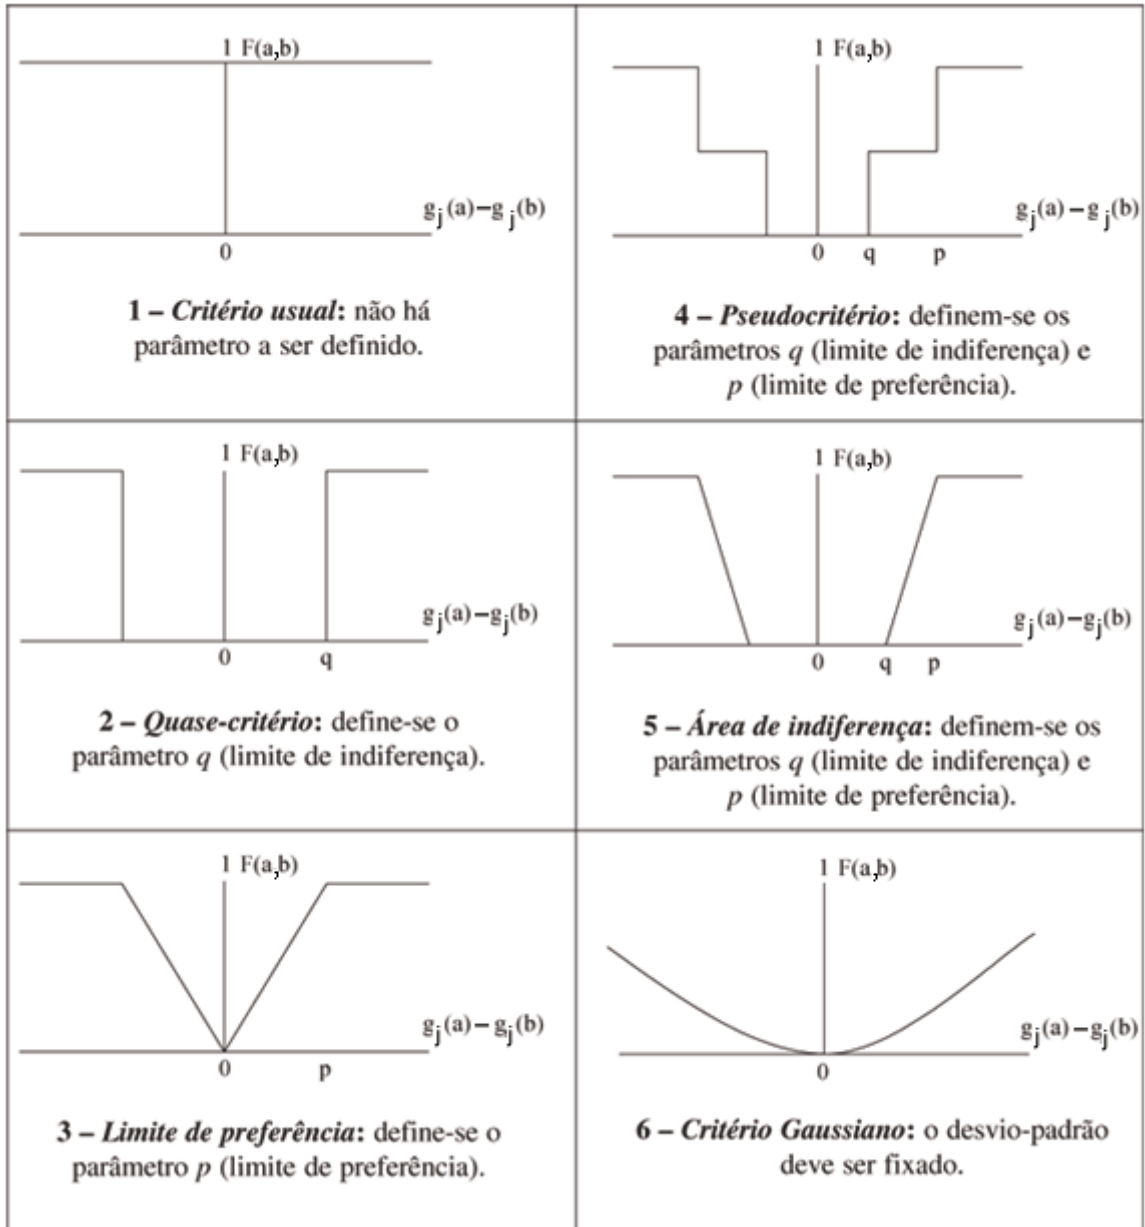 1 F(a,b)
gj(a)−gj(b)
0
1 – Critério usual: não há
parâmetro a ser definido.
1 F(a,b)
gj(a)−gj(b)
0 q p
4 – Pseudocritério: definem-se os
parâmetros q (limite de indiferença) e
p (limite de preferência).
1 F(a,b)
gj(a)−gj(b)
0 q
2 – Quase-critério: define-se o
parâmetro q (limite de indiferença).
1 F(a,b)
gj(a)−gj(b)
0 q p
5 – Área de indiferença: definem-se os
parâmetros q (limite de indiferença) e
p (limite de preferência).
1 F(a,b)
gj(a)−gj(b)
0 p
3 – Limite de preferência: define-se o
parâmetro p (limite de preferência).
1 F(a,b)
gj(a)−gj(b)
0
6 – Critério Gaussiano: o desvio-padrão
deve ser fixado.